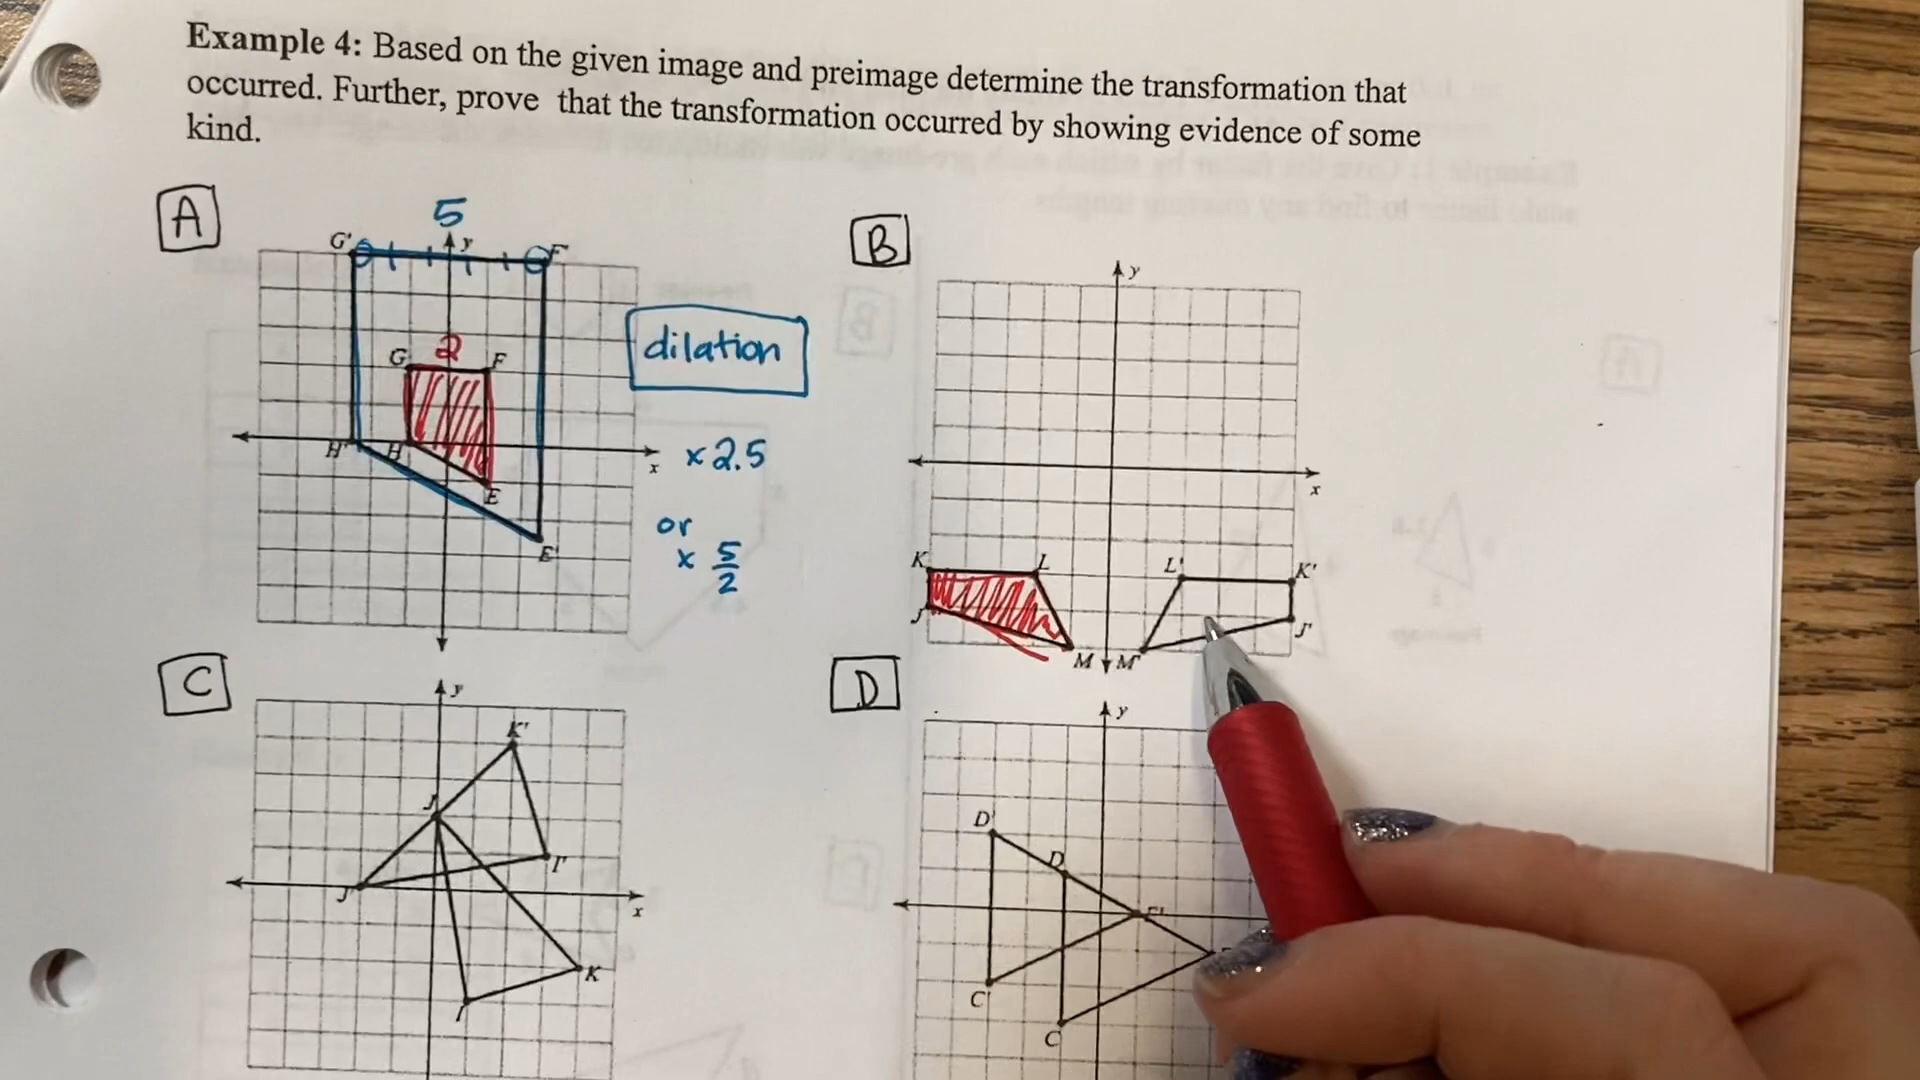 Example 4: Based on the given image and preimage determine the transformation that
occurred. Further, prove that the transformation occurred by showing evidence of some
kind.
A
5
G'
y
F'
G
2
F
dilation
H'
H
x
x 2.5
E
or
x 5/2
E'
B
y
x
K
L
L'
K'
J
J'
M
M'
C
y
K'
J
I'
J'
x
K
I
D
y
D'
D
C'
C